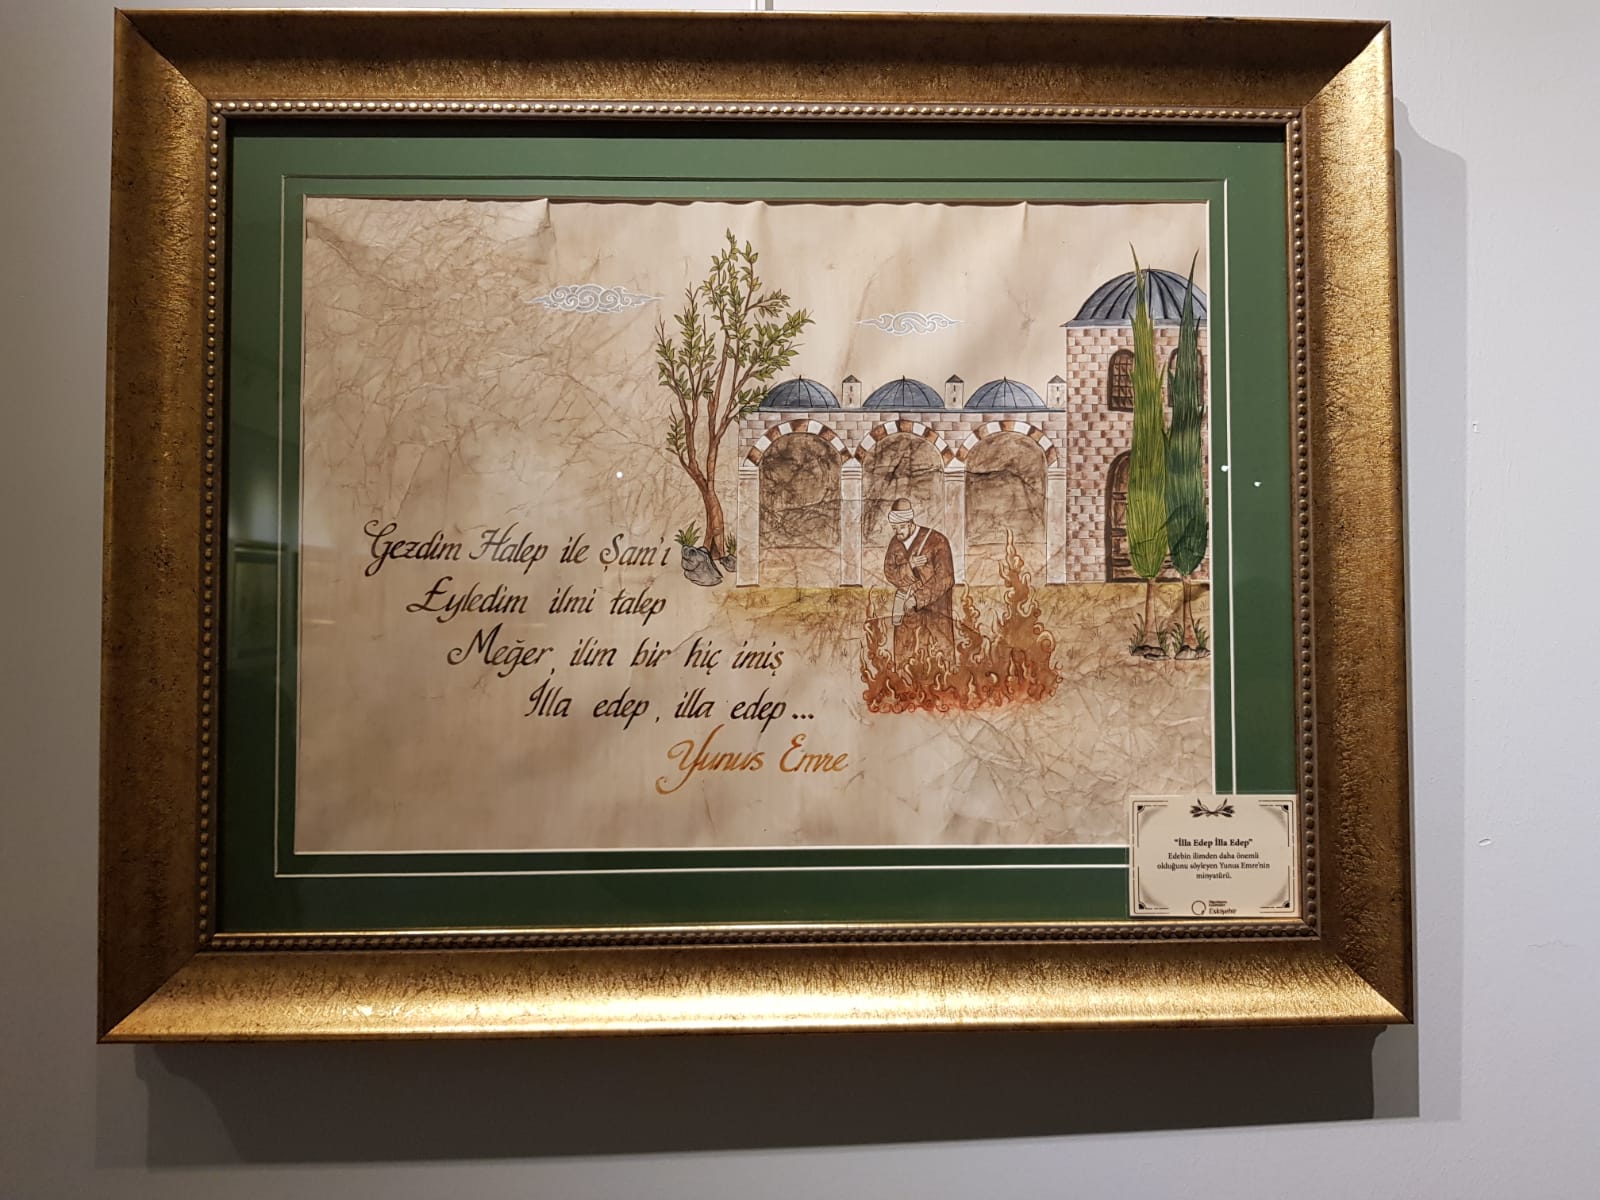 Gezdim Halep ile Şam'ı
Eyledim ilmi talep
Meğer, ilim bir hiç imiş
İlla edep, illa edep...
Yunus Emre
"İlla Edep İlla Edep"
Edebin ilimden daha önemli
olduğunu söyleyen Yunus Emre'nin
minyatürü.
Eskişehir